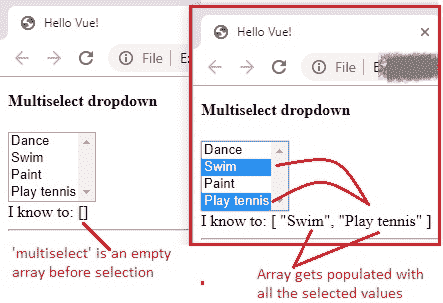 Hello Vue!
File
Multiselect dropdown
Dance
Swim
Paint
Play tennis
I know to: []
'multiselect' is an empty
array before selection
Hello Vue!
File
Multiselect dropdown
Dance
Swim
Paint
Play tennis
I know to: [ "Swim", "Play tennis" ]
Array gets populated with
all the selected values